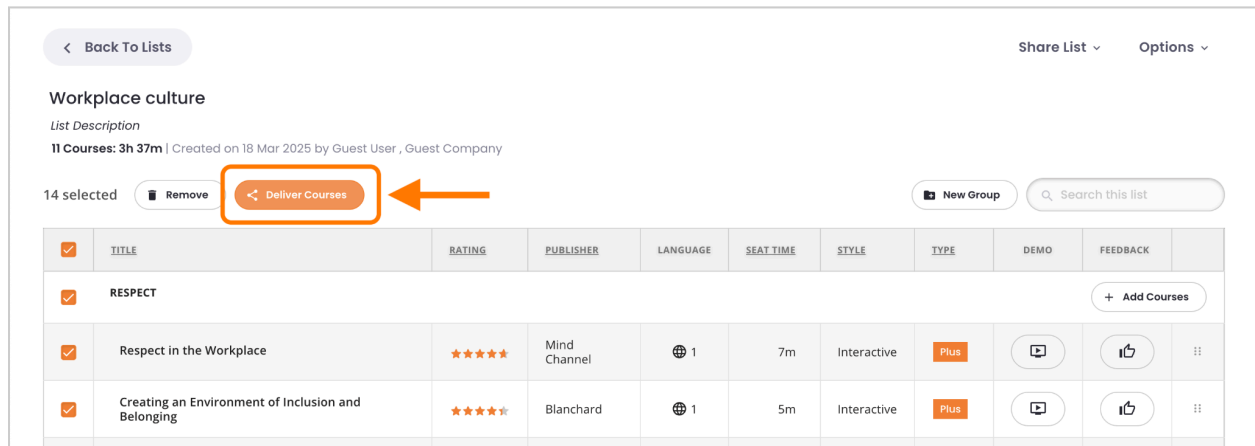 Back To Lists
Share List
Options
Workplace culture
List Description
11 Courses: 3h 37m | Created on 18 Mar 2025 by Guest User , Guest Company
14 selected
Remove
Deliver Courses
New Group
Search this list
TITLE RATING PUBLISHER LANGUAGE SEAT TIME STYLE TYPE DEMO FEEDBACK
RESPECT
+ Add Courses
Respect in the Workplace
Mind
Channel
1
7m
Interactive
Plus
Creating an Environment of Inclusion and
Belonging
Blanchard
1
5m
Interactive
Plus